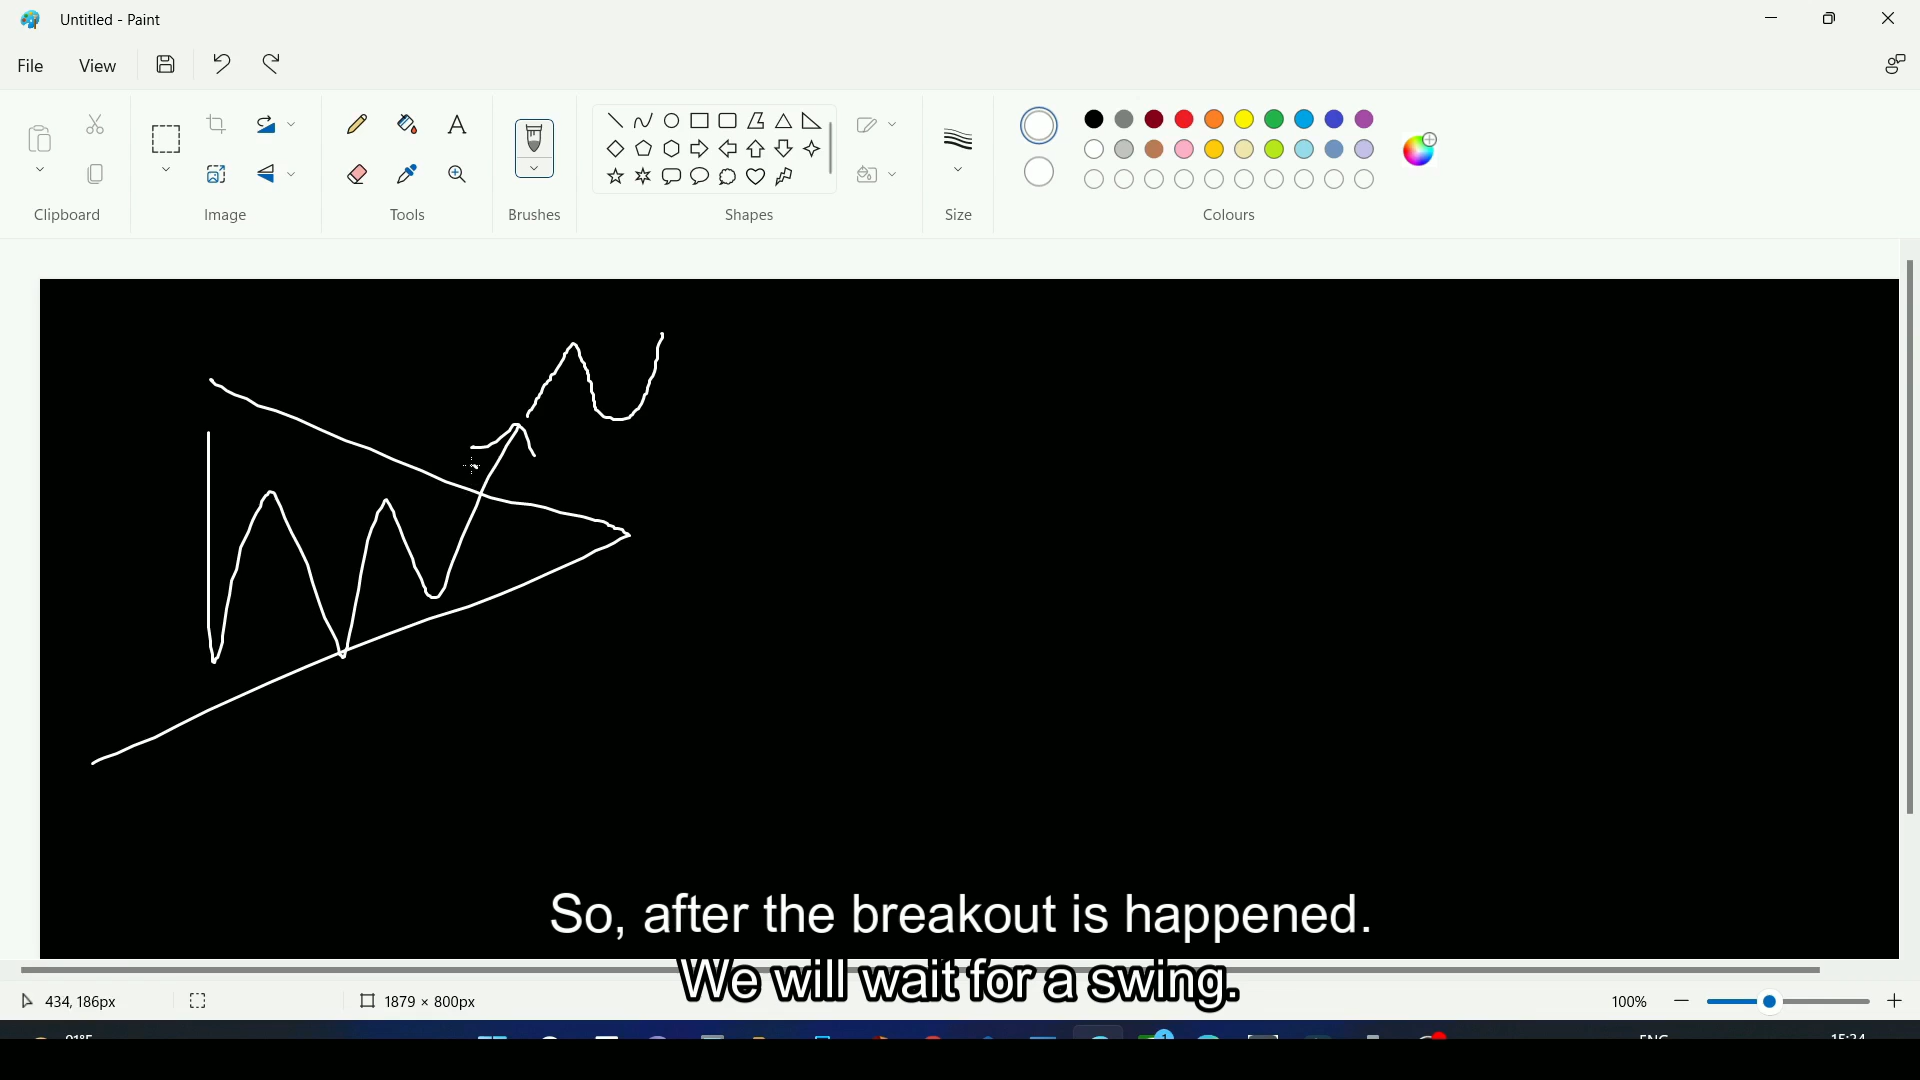 Untitled - Paint
File View
Clipboard Image Tools Brushes Shapes Size Colours
So, after the breakout is happened.
We will wait for a swing.
434, 186px 1879 × 800px 100%